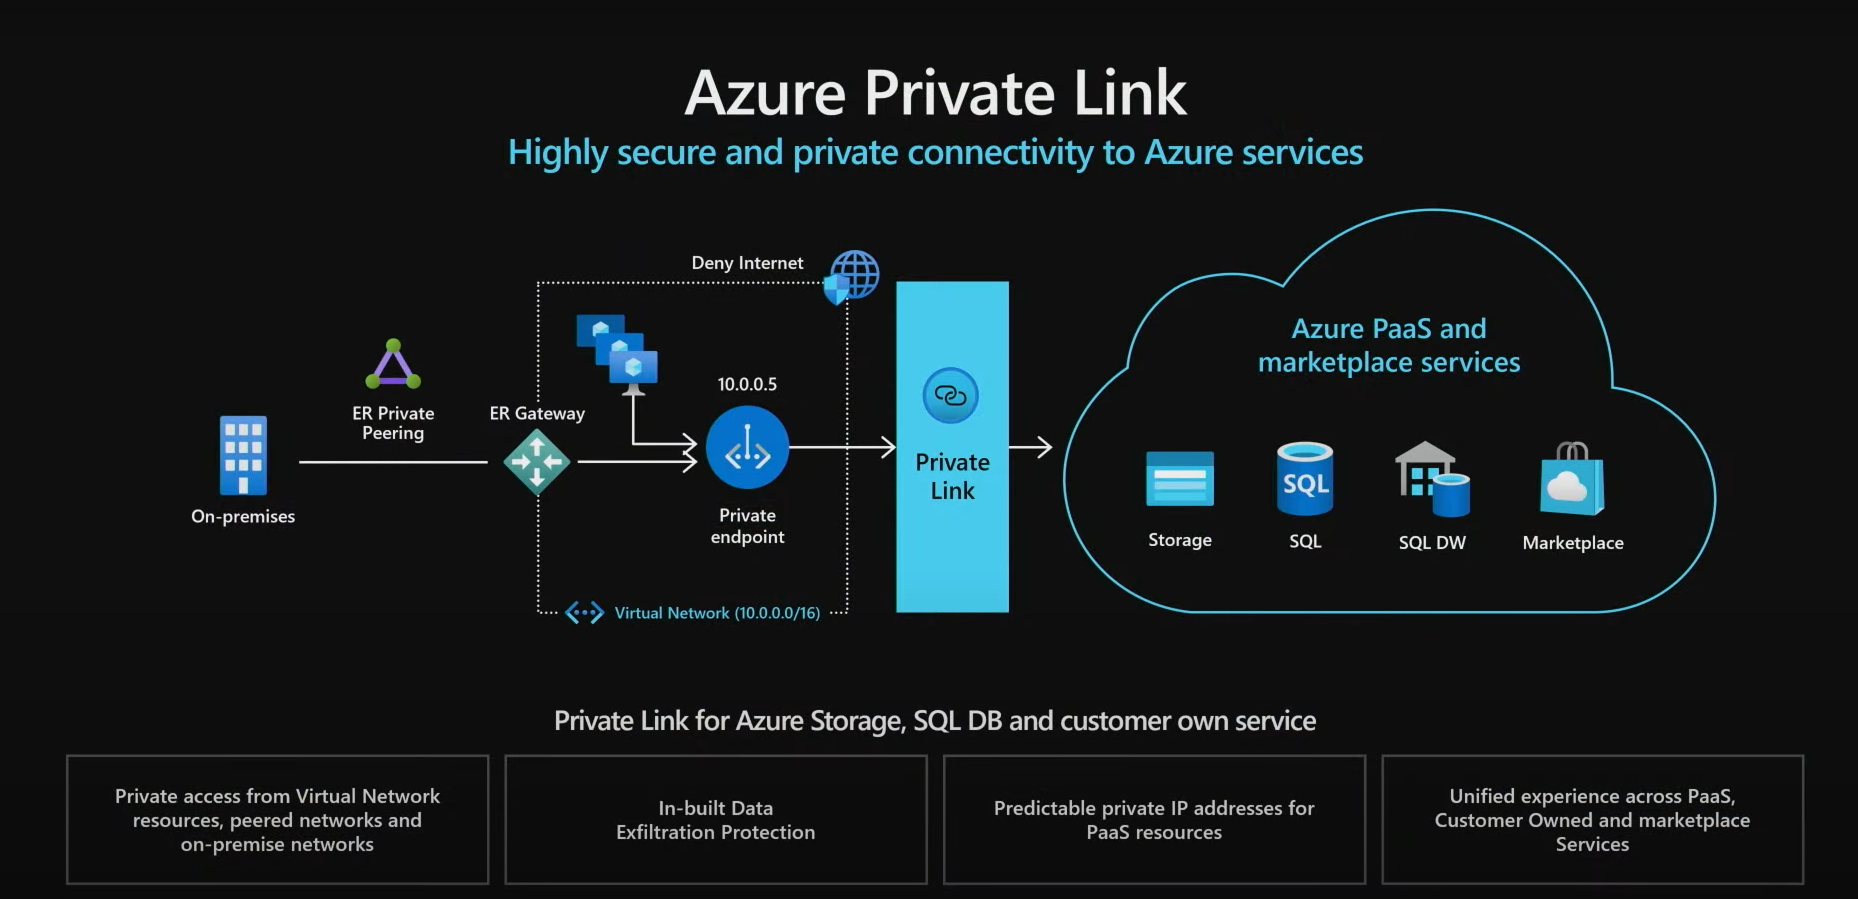 Azure Private Link
Highly secure and private connectivity to Azure services
Deny Internet
10.0.0.5
ER Private
Peering
ER Gateway
On-premises
Private
endpoint
Virtual Network (10.0.0.0/16)
Private
Link
Azure PaaS and
marketplace services
Storage
SQL
SQL
SQL DW
Marketplace
Private Link for Azure Storage, SQL DB and customer own service
Private access from Virtual Network
resources, peered networks and
on-premise networks
In-built Data
Exfiltration Protection
Predictable private IP addresses for
PaaS resources
Unified experience across PaaS,
Customer Owned and marketplace
Services